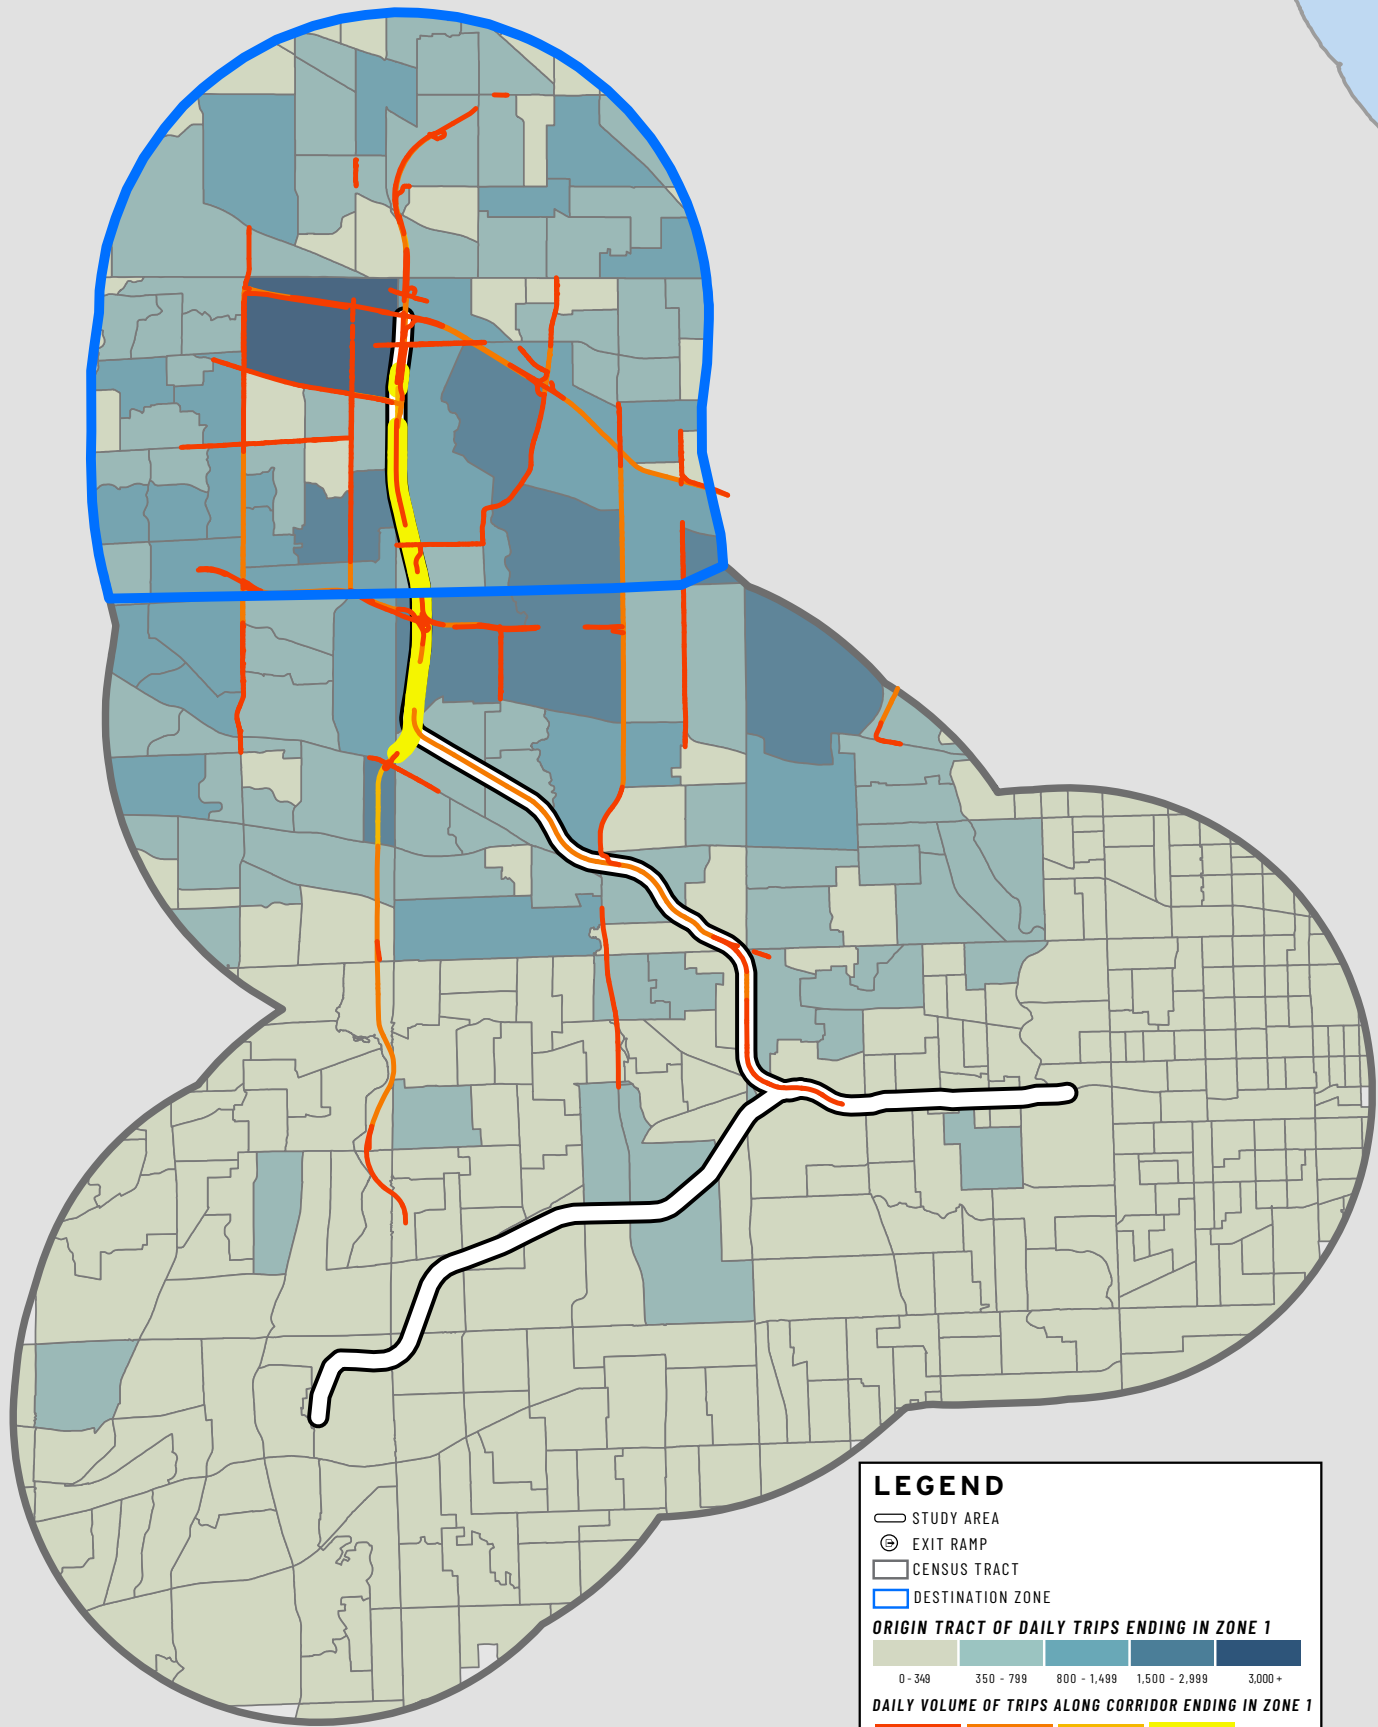 LEGEND
STUDY AREA
EXIT RAMP
CENSUS TRACT
DESTINATION ZONE
ORIGIN TRACT OF DAILY TRIPS ENDING IN ZONE 1
0 - 349 350 - 799 800 - 1,499 1,500 - 2,999 3,000 +
DAILY VOLUME OF TRIPS ALONG CORRIDOR ENDING IN ZONE 1